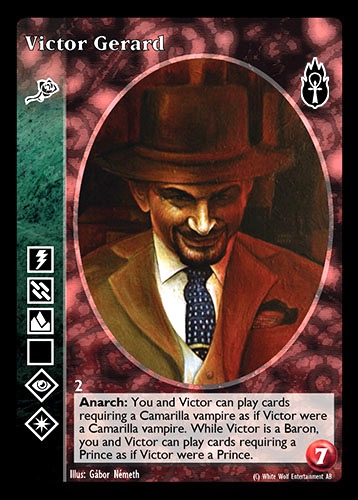 Victor Gerard
2
Anarch: You and Victor can play cards
requiring a Camarilla vampire as if Victor were
a Camarilla vampire. While Victor is a Baron,
you and Victor can play cards requiring a
Prince as if Victor were a Prince.
7
Illus: Gábor Németh
(C) White Wolf Entertainment AB